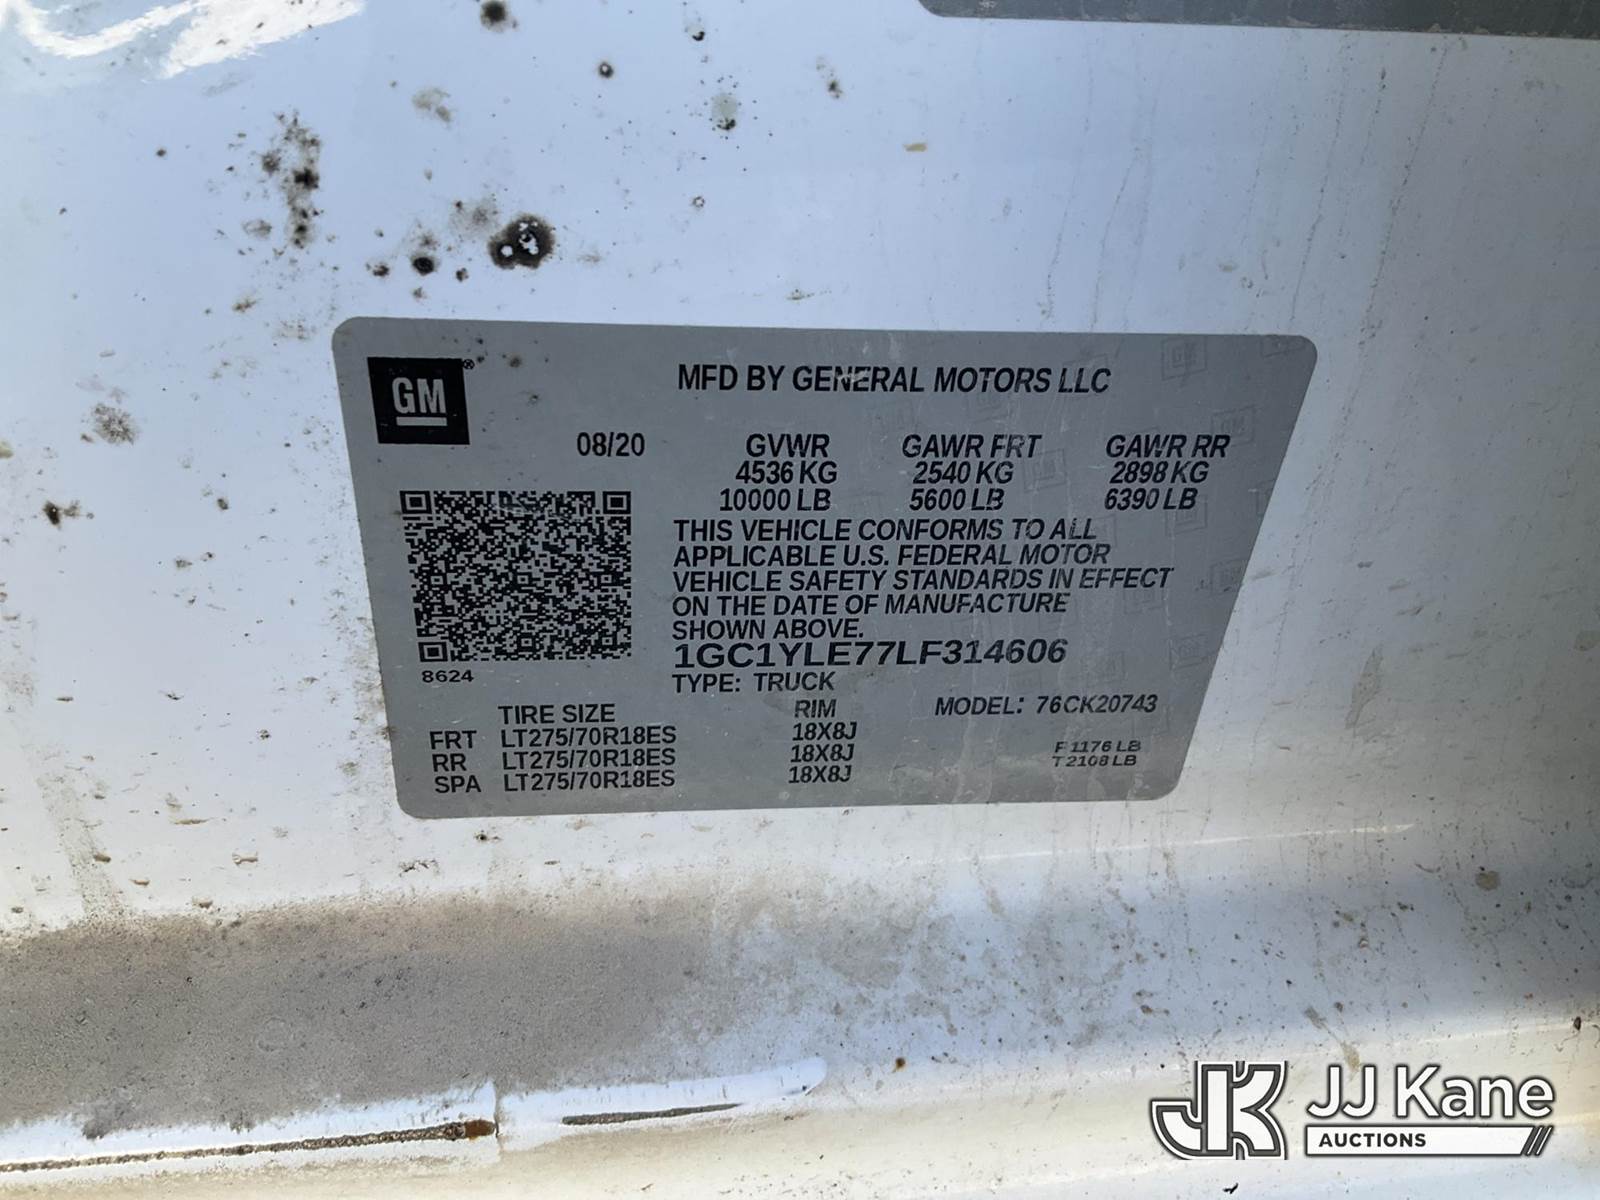 GM®
MFD BY GENERAL MOTORS LLC
08/20 GVWR GAWR FRT GAWR RR
4536 KG 2540 KG 2898 KG
10000 LB 5600 LB 6390 LB
THIS VEHICLE CONFORMS TO ALL
APPLICABLE U.S. FEDERAL MOTOR
VEHICLE SAFETY STANDARDS IN EFFECT
ON THE DATE OF MANUFACTURE
SHOWN ABOVE.
1GC1YLE77LF314606
8624
TYPE: TRUCK
TIRE SIZE RIM MODEL: 76CK20743
FRT LT275/70R18ES 18X8J
RR LT275/70R18ES 18X8J
SPA LT275/70R18ES 18X8J
F 1176 LB
T 2108 LB
JK JJ Kane
AUCTIONS